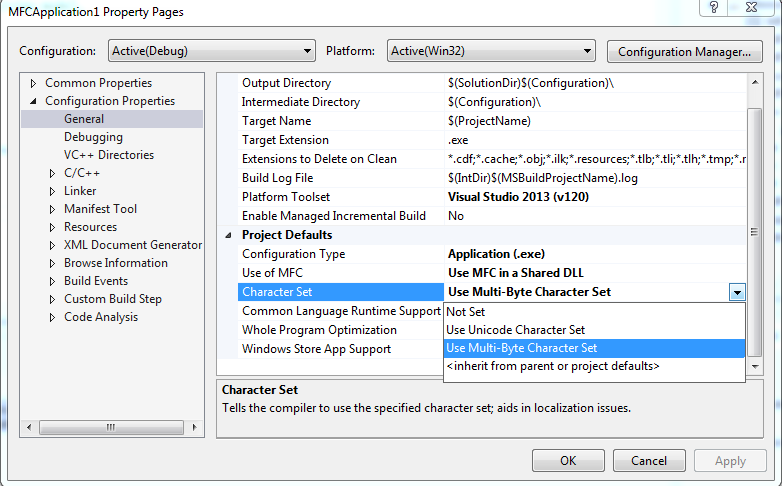 MFCApplication1 Property Pages
?
Configuration: Active(Debug) Platform: Active(Win32) Configuration Manager...
Common Properties
Configuration Properties
General
Debugging
VC++ Directories
C/C++
Linker
Manifest Tool
Resources
XML Document Generator
Browse Information
Build Events
Custom Build Step
Code Analysis
Output Directory $(SolutionDir)$(Configuration)\
Intermediate Directory $(Configuration)\
Target Name $(ProjectName)
Target Extension .exe
Extensions to Delete on Clean *.cdf;*.cache;*.obj;*.ilk;*.resources;*.tlb;*.tli;*.tlh;*.tmp;*.r
Build Log File $(IntDir)$(MSBuildProjectName).log
Platform Toolset Visual Studio 2013 (v120)
Enable Managed Incremental Build No
Project Defaults
Configuration Type Application (.exe)
Use of MFC Use MFC in a Shared DLL
Character Set Use Multi-Byte Character Set
Common Language Runtime Support
Whole Program Optimization
Windows Store App Support
Not Set
Use Unicode Character Set
Use Multi-Byte Character Set
<inherit from parent or project defaults>
Character Set
Tells the compiler to use the specified character set; aids in localization issues.
OK Cancel Apply